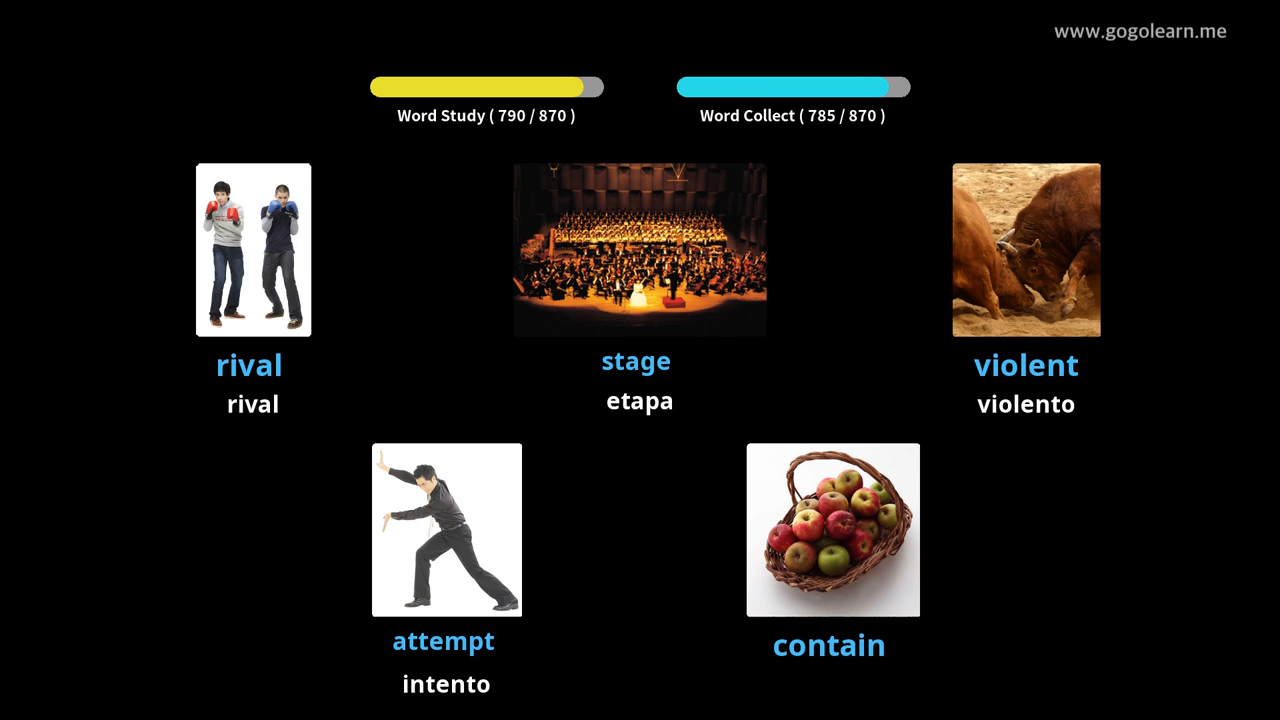 www.gogolearn.me
Word Study ( 790 / 870 )
Word Collect ( 785 / 870 )
rival
rival
stage
etapa
violent
violento
attempt
intento
contain